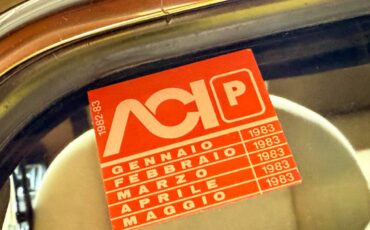 1982·83
ACI P
GENNAIO 1983
FEBBRAIO 1983
MARZO 1983
APRILE 1983
MAGGIO 1983